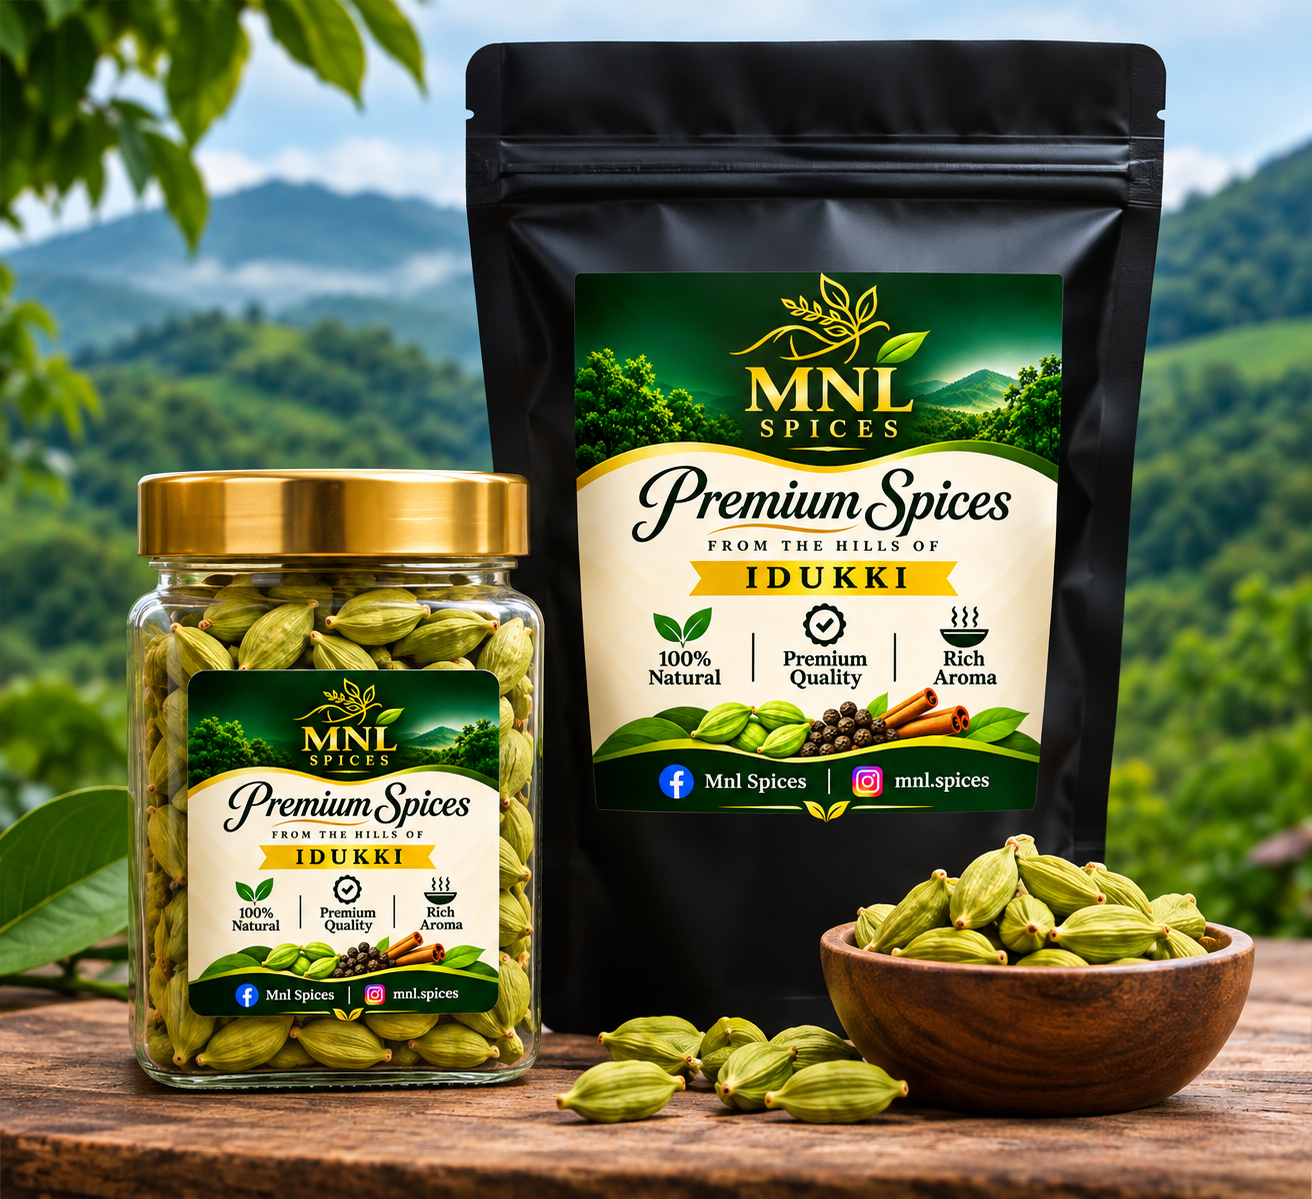 MNL
SPICES
Premium Spices
FROM THE HILLS OF
IDUKKI
100%
Natural
Premium
Quality
Rich
Aroma
Mnl Spices
mnl.spices
MNL
SPICES
Premium Spices
FROM THE HILLS OF
IDUKKI
100%
Natural
Premium
Quality
Rich
Aroma
Mnl Spices
mnl.spices